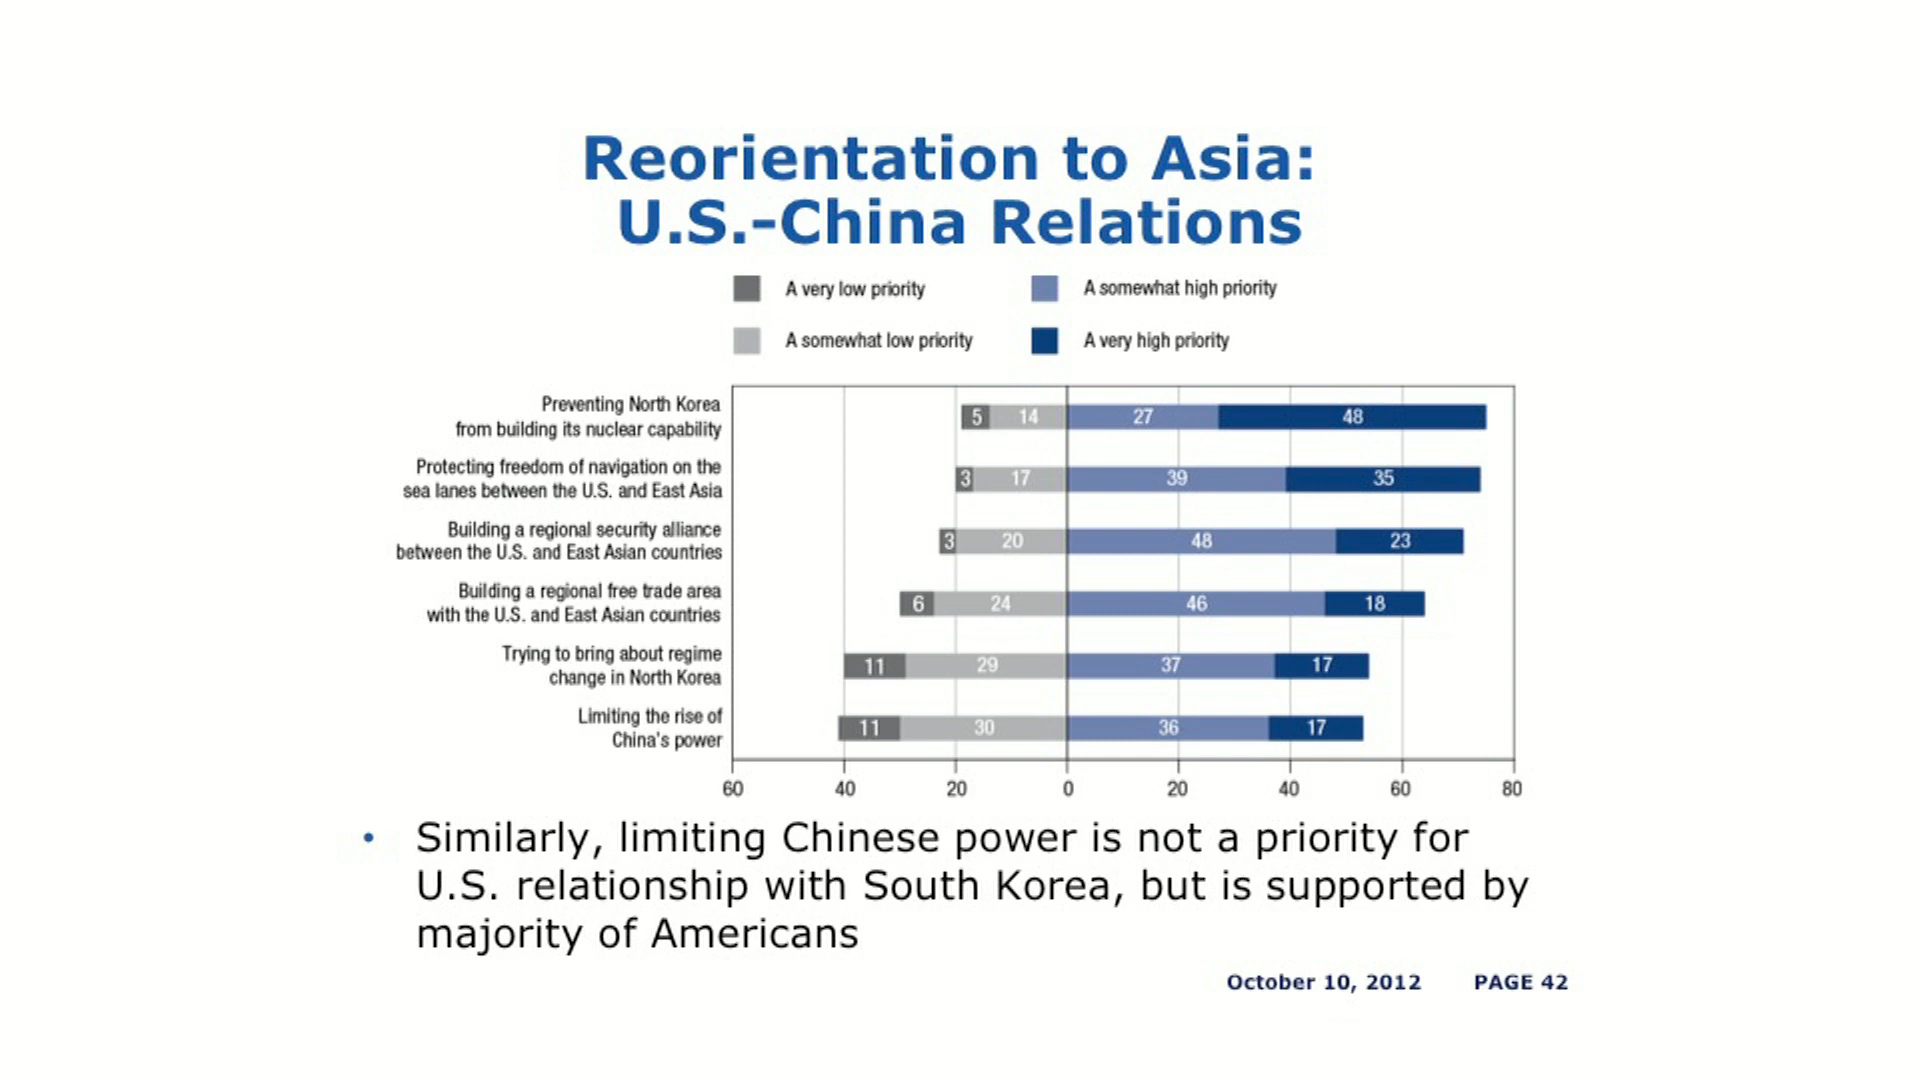 Reorientation to Asia:
U.S.-China Relations
A very low priority
A somewhat high priority
A somewhat low priority
A very high priority
Preventing North Korea
from building its nuclear capability
5 14 27 48
Protecting freedom of navigation on the
sea lanes between the U.S. and East Asia
3 17 39 35
Building a regional security alliance
between the U.S. and East Asian countries
3 20 48 23
Building a regional free trade area
with the U.S. and East Asian countries
6 24 46 18
Trying to bring about regime
change in North Korea
11 29 37 17
Limiting the rise of
China's power
11 30 36 17
60 40 20 0 20 40 60 80
• Similarly, limiting Chinese power is not a priority for
U.S. relationship with South Korea, but is supported by
majority of Americans
October 10, 2012 PAGE 42